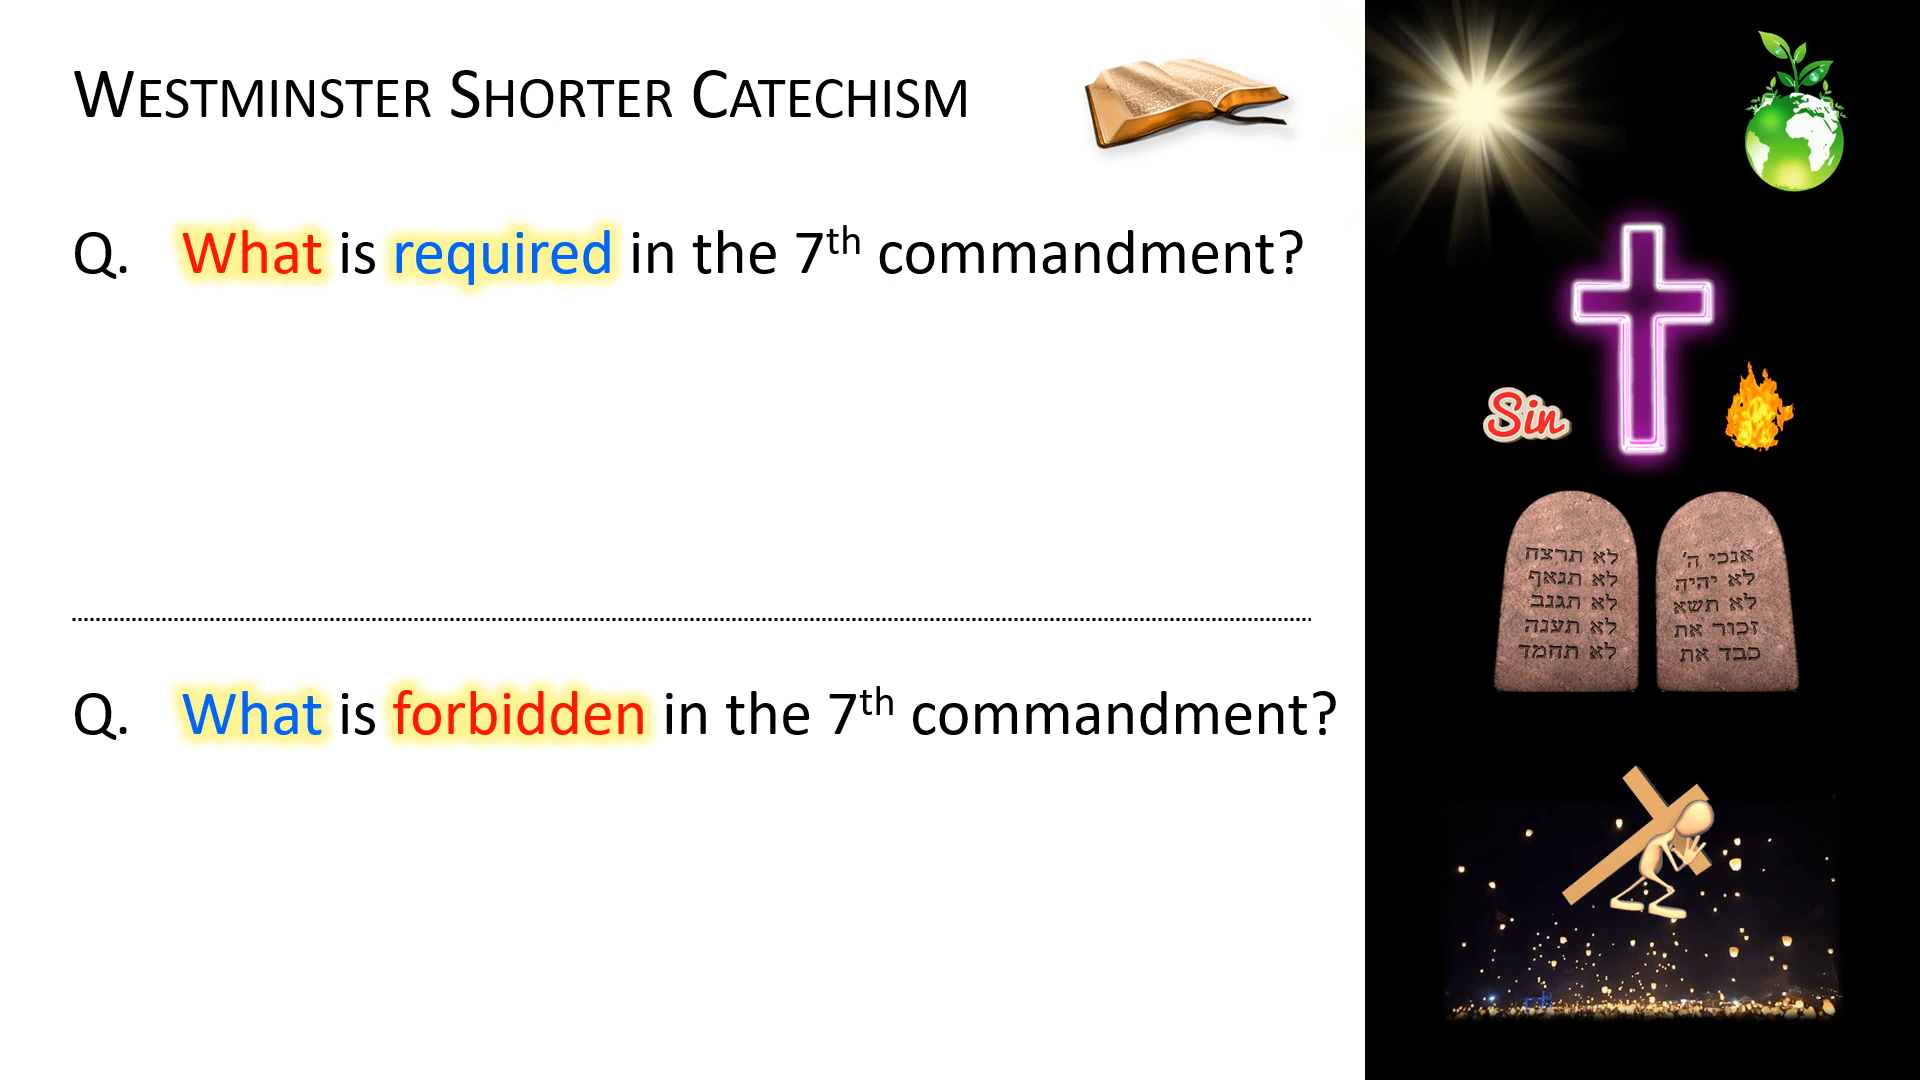 WESTMINSTER SHORTER CATECHISM
Q. What is required in the 7th commandment?
Q. What is forbidden in the 7th commandment?
Sin
אנכי ה'
לא יהיה
לא תשא
זכור את
כבד את
לא תרצח
לא תנאף
לא תגנב
לא תענה
לא תחמד